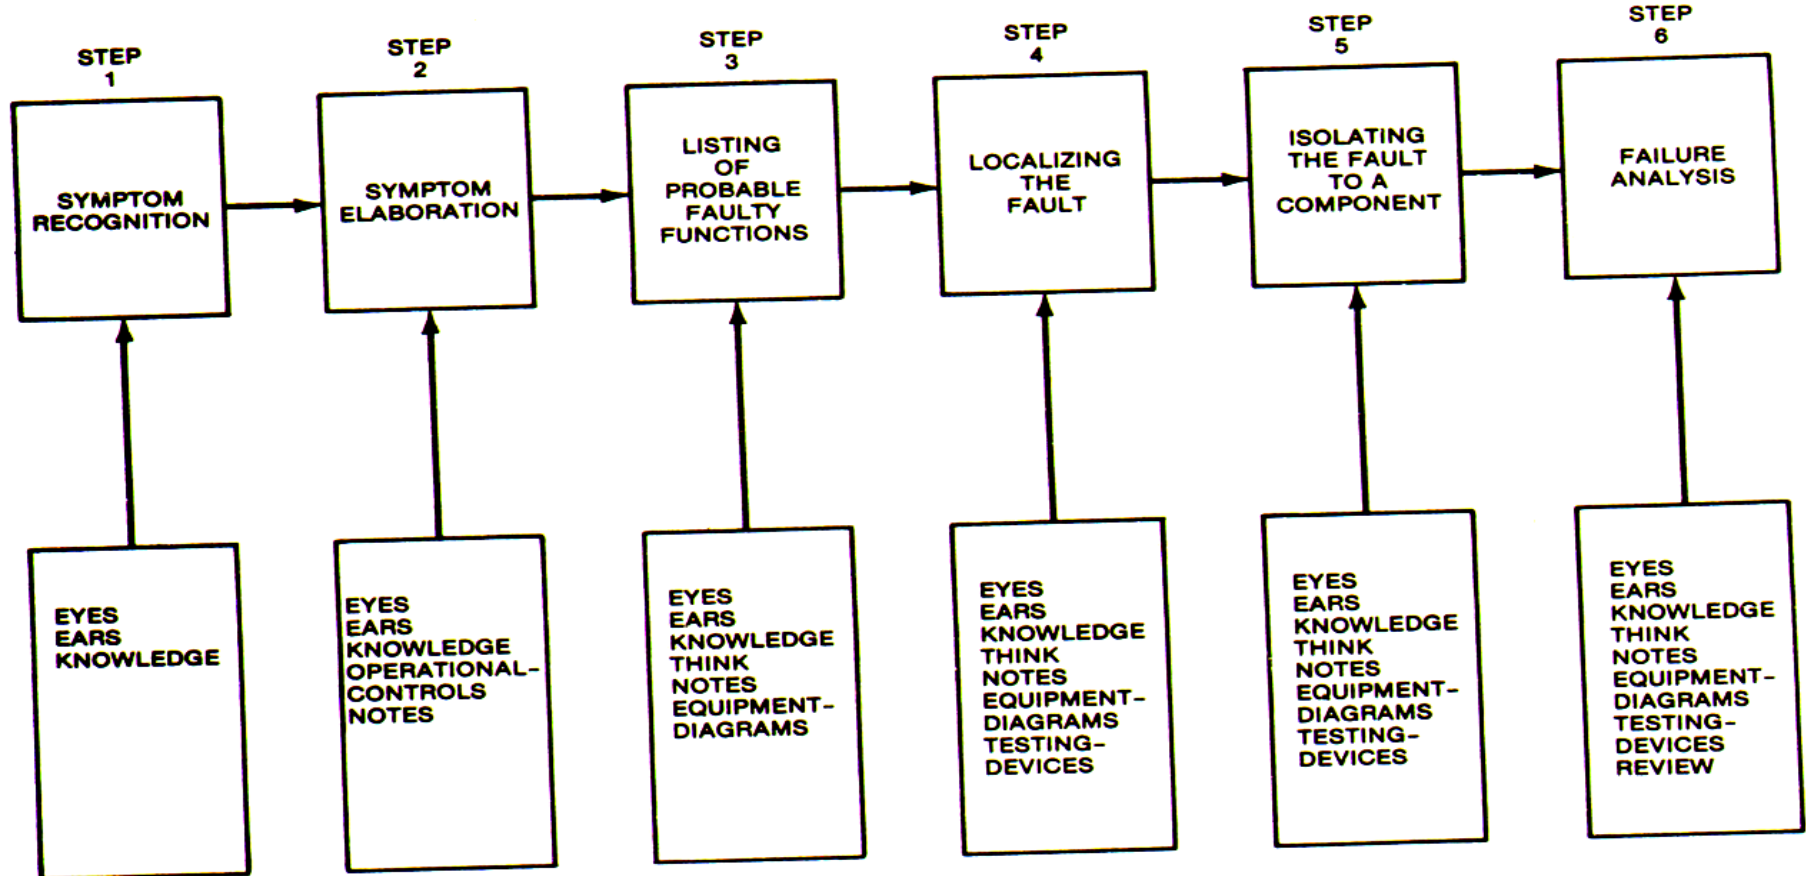 STEP
1
STEP
2
STEP
3
STEP
4
STEP
5
STEP
6
SYMPTOM
RECOGNITION
SYMPTOM
ELABORATION
LISTING
OF
PROBABLE
FAULTY
FUNCTIONS
LOCALIZING
THE
FAULT
ISOLATING
THE FAULT
TO A
COMPONENT
FAILURE
ANALYSIS
EYES
EARS
KNOWLEDGE
EYES
EARS
KNOWLEDGE
OPERATIONAL-
CONTROLS
NOTES
EYES
EARS
KNOWLEDGE
THINK
NOTES
EQUIPMENT-
DIAGRAMS
EYES
EARS
KNOWLEDGE
THINK
NOTES
EQUIPMENT-
DIAGRAMS
TESTING-
DEVICES
EYES
EARS
KNOWLEDGE
THINK
NOTES
EQUIPMENT-
DIAGRAMS
TESTING-
DEVICES
EYES
EARS
KNOWLEDGE
THINK
NOTES
EQUIPMENT-
DIAGRAMS
TESTING-
DEVICES
REVIEW